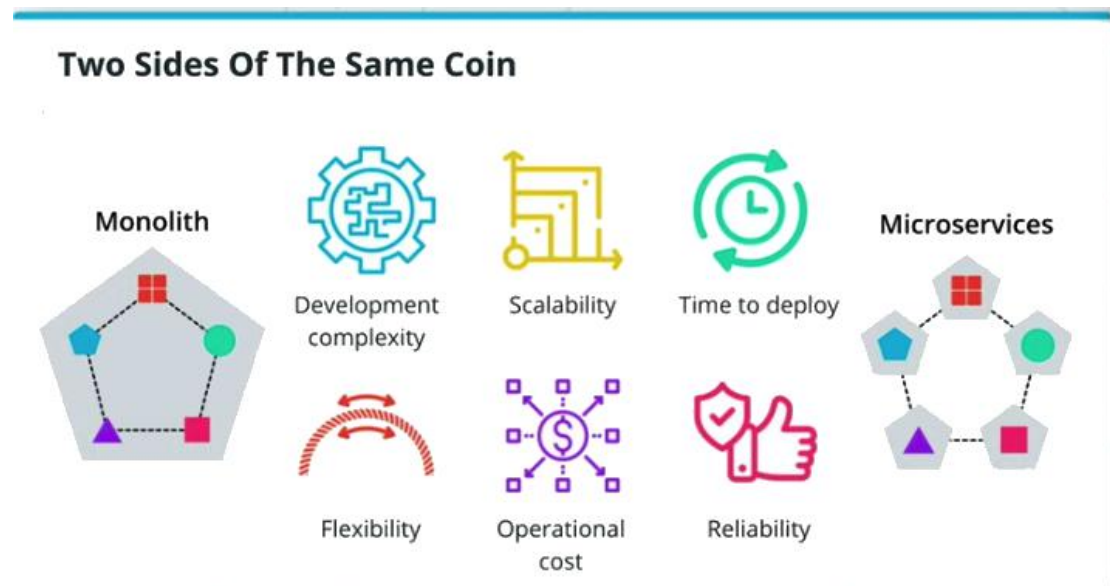 Two Sides Of The Same Coin
Monolith
Microservices
Development
complexity
Scalability
Time to deploy
Flexibility
Operational
cost
Reliability